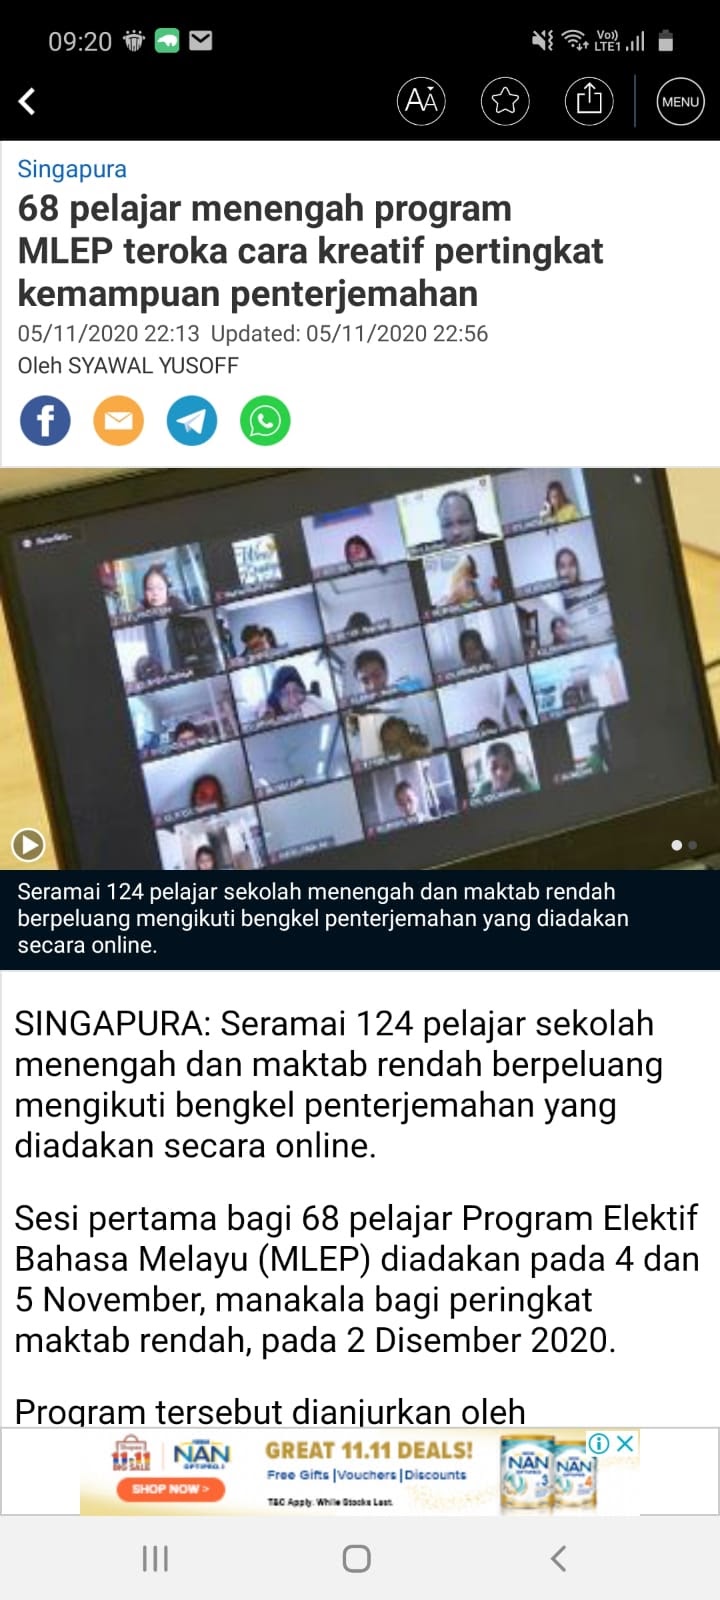 09:20
Vo))
LTE1
AA
MENU
Singapura
68 pelajar menengah program
MLEP teroka cara kreatif pertingkat
kemampuan penterjemahan
05/11/2020 22:13 Updated: 05/11/2020 22:56
Oleh SYAWAL YUSOFF
Seramai 124 pelajar sekolah menengah dan maktab rendah
berpeluang mengikuti bengkel penterjemahan yang diadakan
secara online.
SINGAPURA: Seramai 124 pelajar sekolah
menengah dan maktab rendah berpeluang
mengikuti bengkel penterjemahan yang
diadakan secara online.
Sesi pertama bagi 68 pelajar Program Elektif
Bahasa Melayu (MLEP) diadakan pada 4 dan
5 November, manakala bagi peringkat
maktab rendah, pada 2 Disember 2020.
Program tersebut dianjurkan oleh
11.11
SHOP NOW >
NAN
GREAT 11.11 DEALS!
Free Gifts | Vouchers | Discounts
T&C Apply. While Stocks Last.
NAN
3
NAN
4